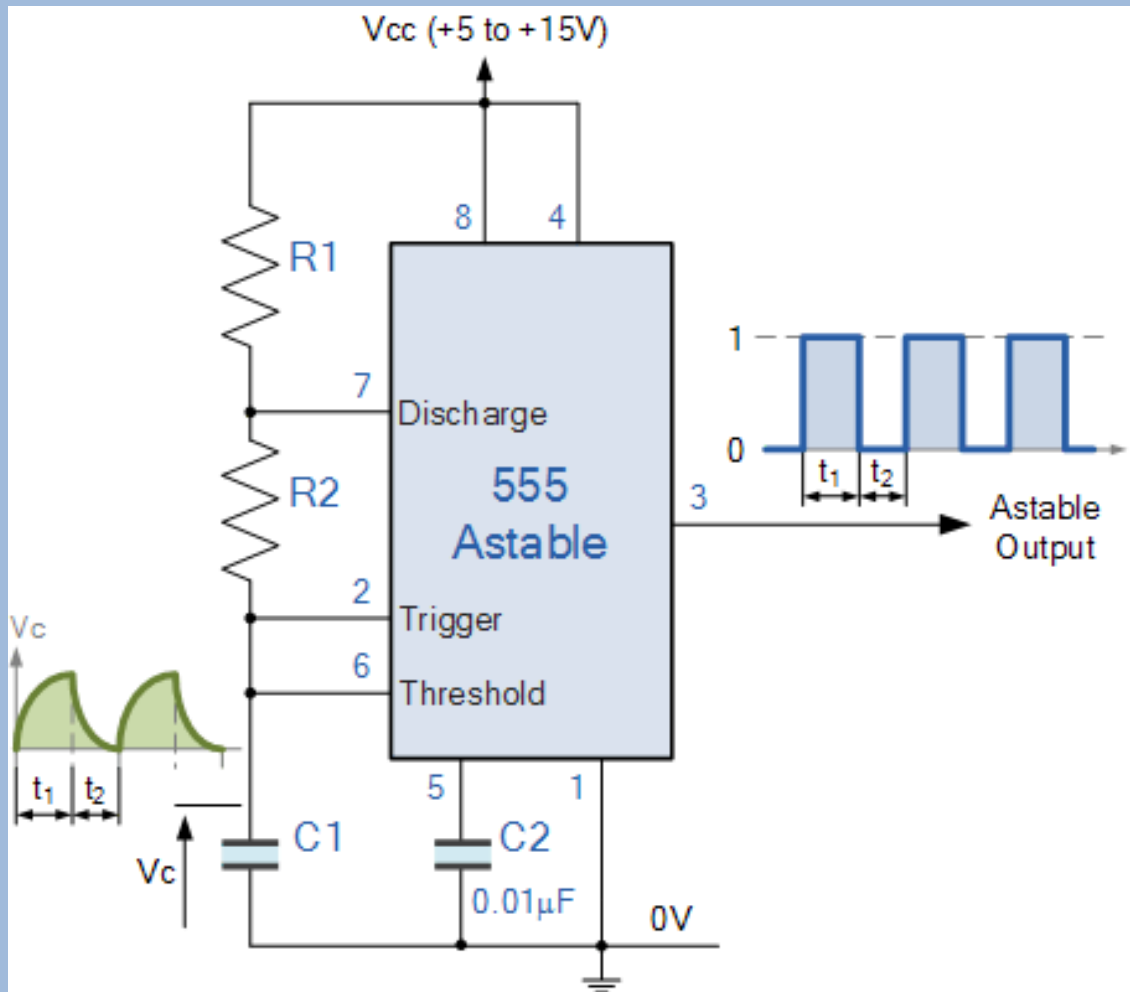 Vcc (+5 to +15V)
8
4
R1
1
7
Discharge
0
t₁
t₂
R2
555
3
Astable
Astable
Output
2
Trigger
Vc
6
Threshold
t₁
t₂
5
1
C1
C2
Vc
0.01µF
0V